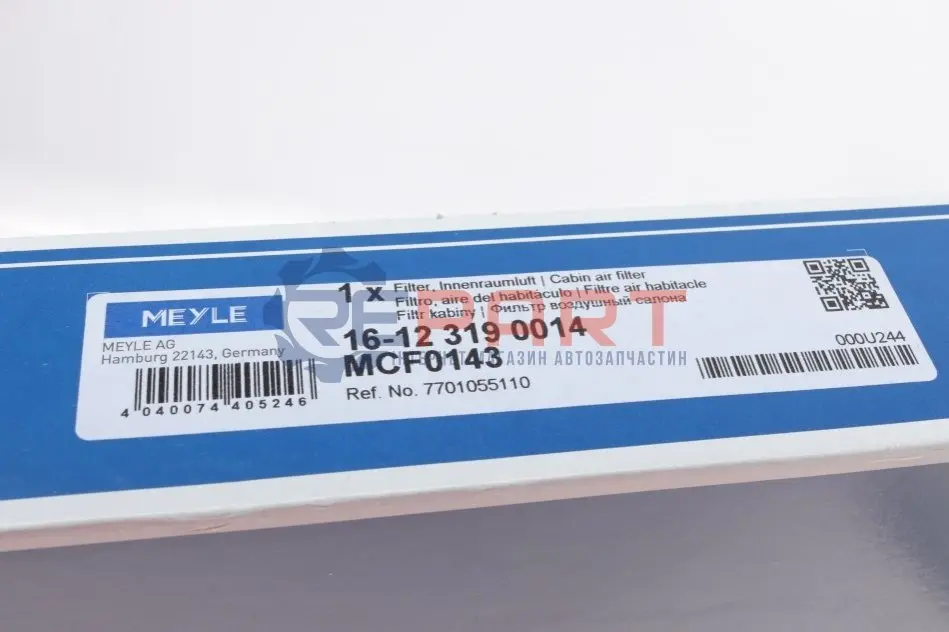 MEYLE
MEYLE AG
Hamburg 22143, Germany
4 040074 405246
1 x Filter, Innenraumluft | Cabin air filter
Filtro, aire del habitáculo | Filtre air habitacle
Filtr kabiny | Фильтр воздушный салона
16-12 319 0014
MCF0143
Ref. No. 7701055110
000U244
REPART
ИНТЕРНЕТ-МАГАЗИН АВТОЗАПЧАСТИН